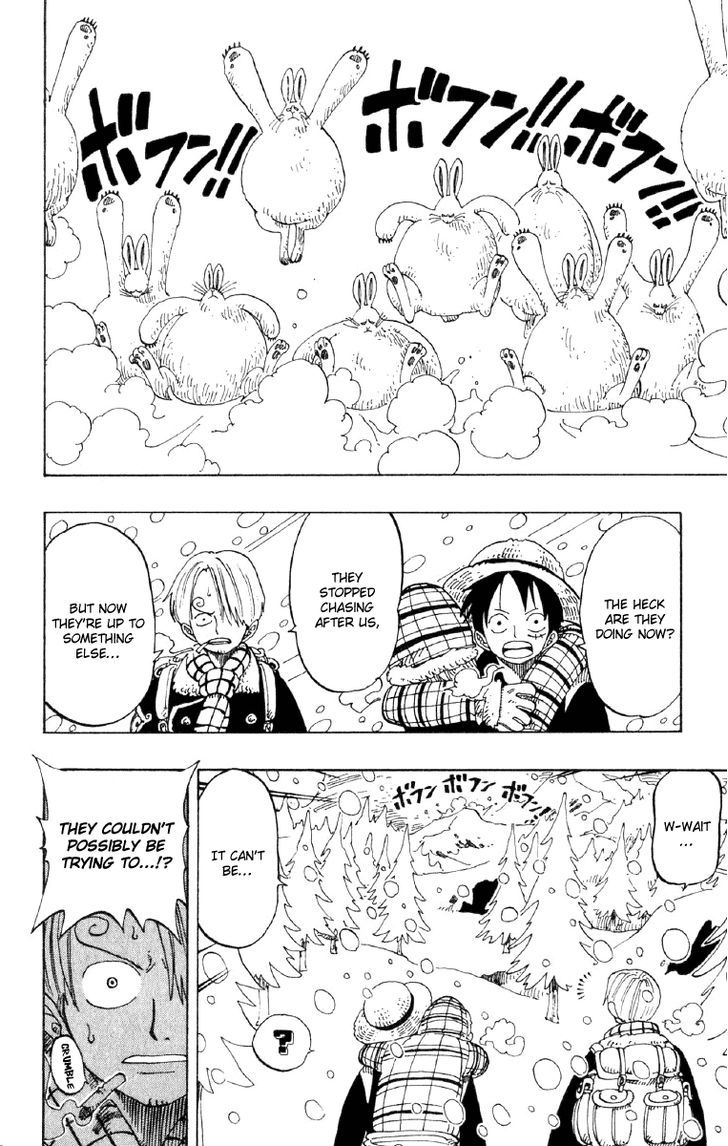 ボフン!!
ボフン!!
ボフン!!
THE HECK ARE THEY
DOING NOW?
THEY
STOPPED
CHASING
AFTER US,
BUT NOW
THEY'RE UP TO
SOMETHING
ELSE...
W-WAIT
...
ボフン ボフン ボフン!!
IT CAN'T
BE...
?
THEY COULDN'T
POSSIBLY BE
TRYING TO...!?
CRUMBLE